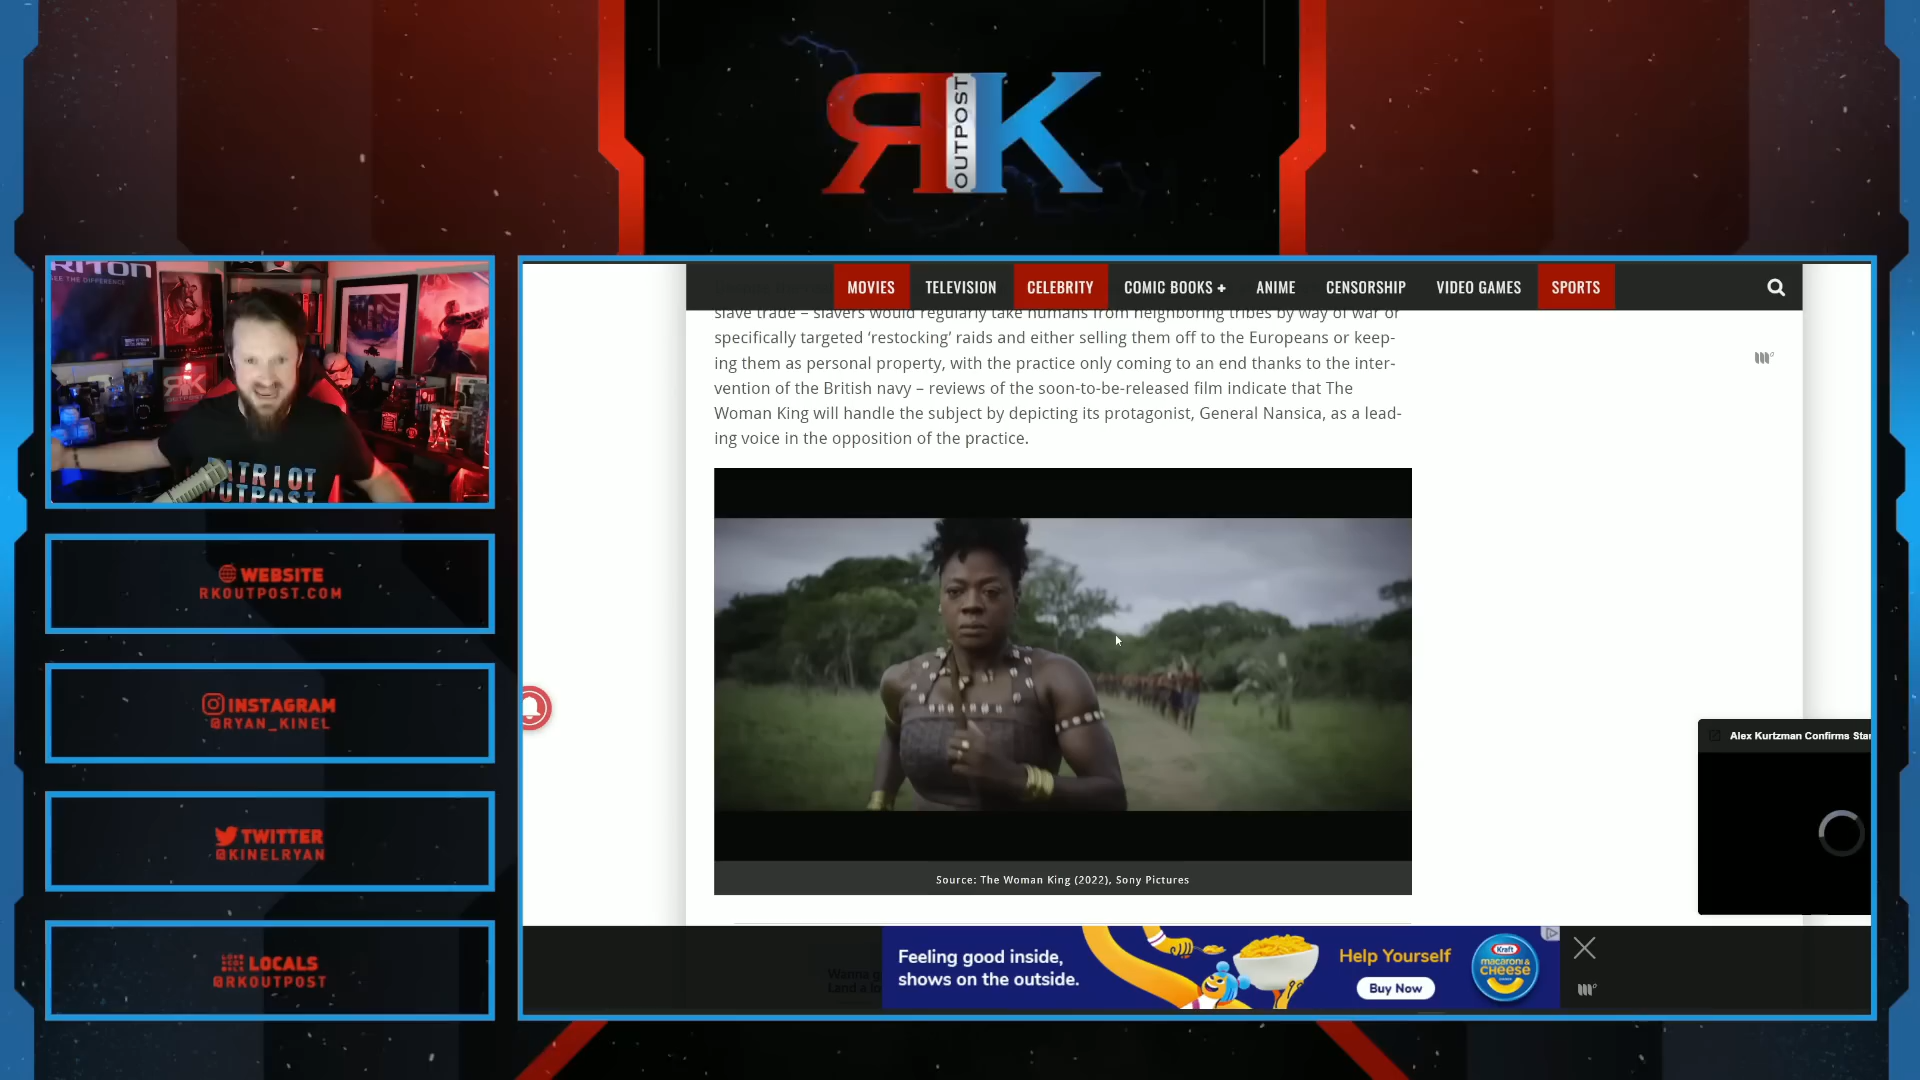 RK
OUTPOST
RITON
SEE THE DIFFERENCE
PATRIOT
OUTPOST
WEBSITE
RKOUTPOST.COM
INSTAGRAM
@RYAN_KINEL
TWITTER
@KINELRYAN
LOCALS
@RKOUTPOST
MOVIES TELEVISION CELEBRITY COMIC BOOKS + ANIME CENSORSHIP VIDEO GAMES SPORTS
slave trade – slavers would regularly take humans from neighboring tribes by way of war or
specifically targeted ‘restocking’ raids and either selling them off to the Europeans or keep-
ing them as personal property, with the practice only coming to an end thanks to the inter-
vention of the British navy – reviews of the soon-to-be-released film indicate that The
Woman King will handle the subject by depicting its protagonist, General Nansica, as a lead-
ing voice in the opposition of the practice.
Source: The Woman King (2022), Sony Pictures
Alex Kurtzman Confirms Star
Feeling good inside,
shows on the outside.
Help Yourself
Buy Now
Kraft
macaroni &
CHEESE